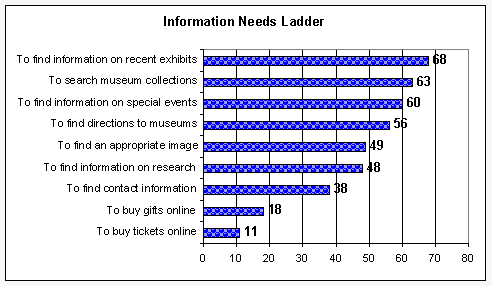 Information Needs Ladder
To find information on recent exhibits 68
To search museum collections 63
To find information on special events 60
To find directions to museums 56
To find an appropriate image 49
To find information on research 48
To find contact information 38
To buy gifts online 18
To buy tickets online 11
0 10 20 30 40 50 60 70 80